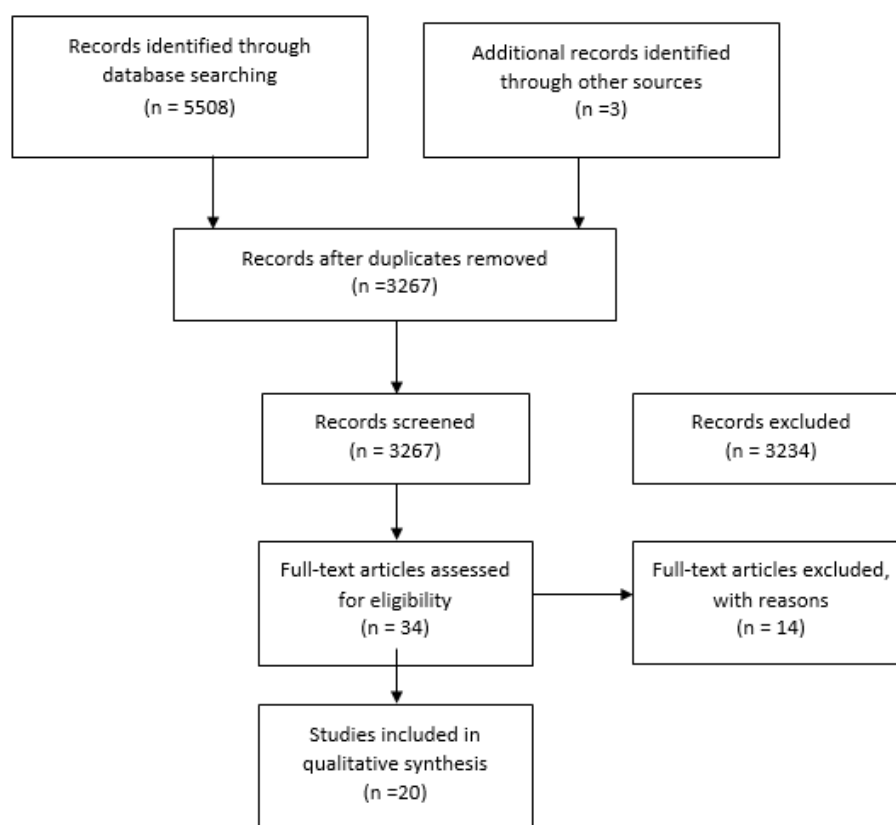 Records identified through
database searching
(n = 5508)
Additional records identified
through other sources
(n =3)
Records after duplicates removed
(n =3267)
Records screened
(n = 3267)
Records excluded
(n = 3234)
Full-text articles assessed
for eligibility
(n = 34)
Full-text articles excluded,
with reasons
(n = 14)
Studies included in
qualitative synthesis
(n =20)